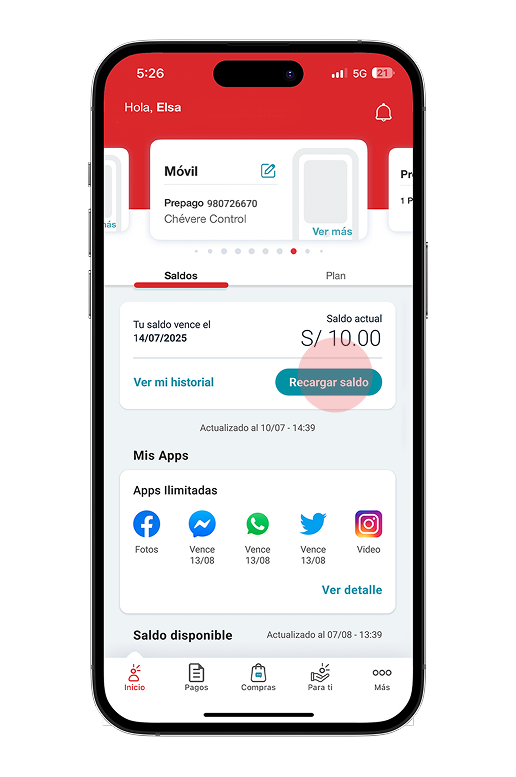 5:26
5G 21
Hola, Elsa
Móvil
Prepago 980726670
Chévere Control
Ver más
ás
Pr
1 P
Saldos
Plan
Tu saldo vence el
14/07/2025
Saldo actual
S/ 10.00
Ver mi historial
Recargar saldo
Actualizado al 10/07 - 14:39
Mis Apps
Apps Ilimitadas
Fotos
Vence
13/08
Vence
13/08
Vence
13/08
Video
Ver detalle
Saldo disponible
Actualizado al 07/08 - 13:39
Inicio
Pagos
Compras
Para ti
Más